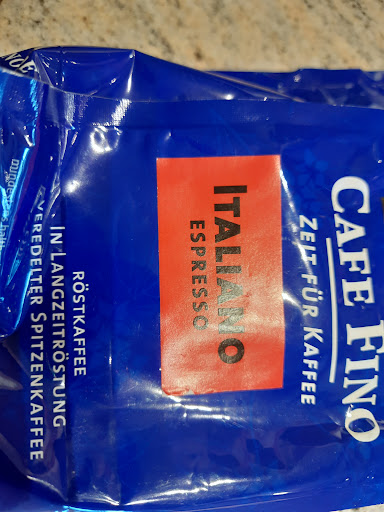 CAFE FINO
ZEIT FÜR KAFFEE
ITALIANO
ESPRESSO
RÖSTKAFFEE
IN LANGZEITRÖSTUNG
VEREDELTER SPITZENKAFFEE